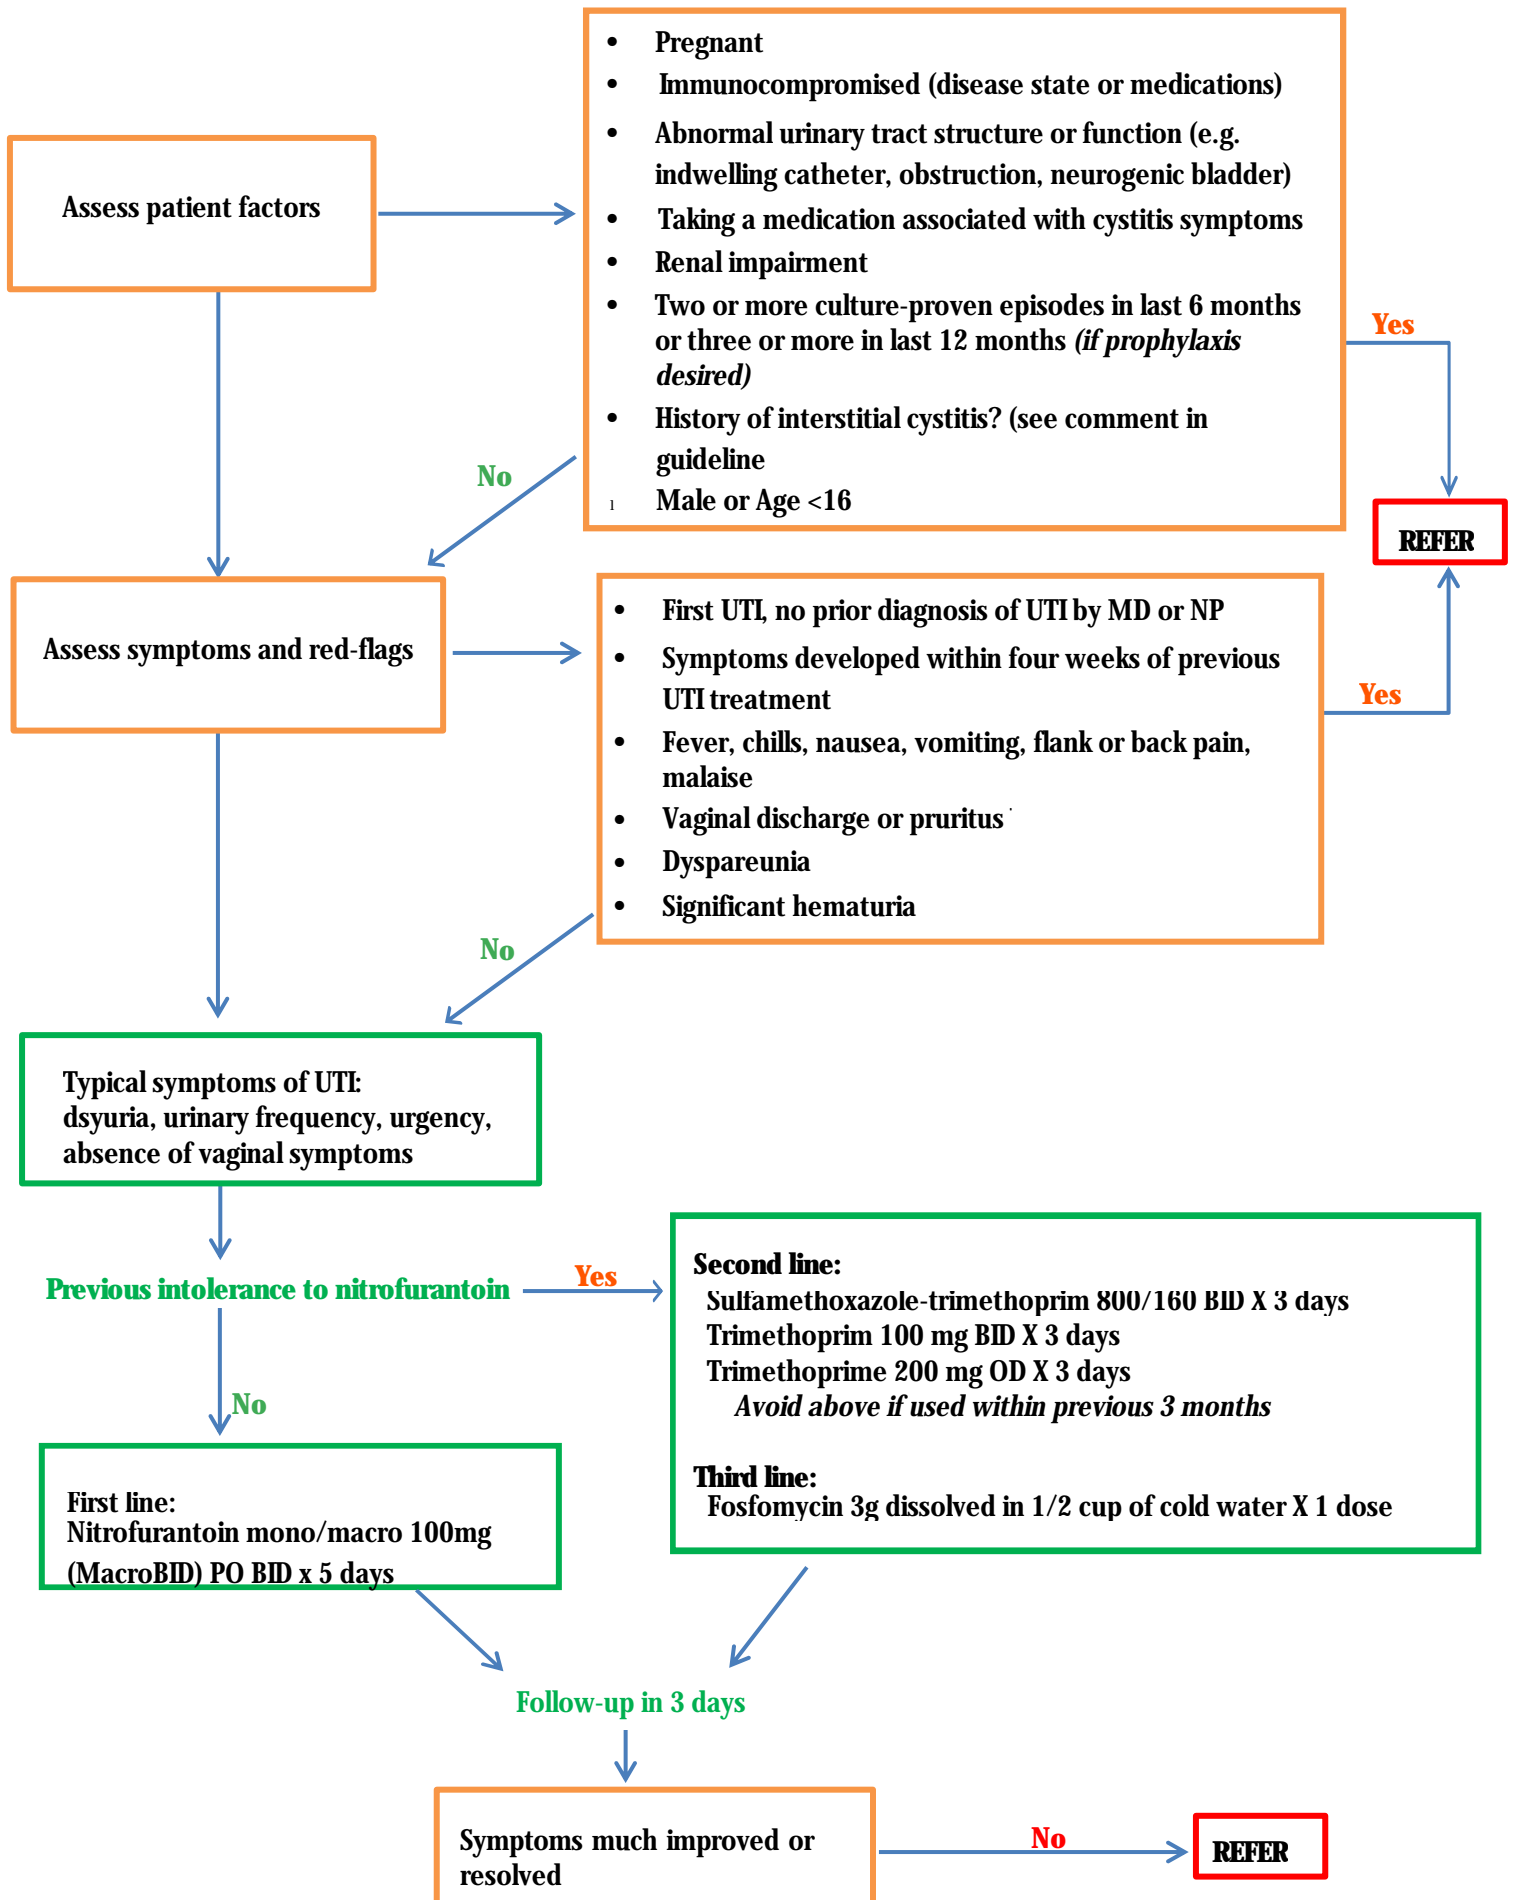 • Pregnant
• Immunocompromised (disease state or medications)
• Abnormal urinary tract structure or function (e.g.
indwelling catheter, obstruction, neurogenic bladder)
• Taking a medication associated with cystitis symptoms
• Renal impairment
• Two or more culture-proven episodes in last 6 months
or three or more in last 12 months (if prophylaxis
desired)
• History of interstitial cystitis? (see comment in
guideline
l Male or Age <16
Assess patient factors
Yes
No
REFER
Assess symptoms and red-flags
• First UTI, no prior diagnosis of UTI by MD or NP
• Symptoms developed within four weeks of previous
UTI treatment
• Fever, chills, nausea, vomiting, flank or back pain,
malaise
• Vaginal discharge or pruritus
• Dyspareunia
• Significant hematuria
Yes
No
Typical symptoms of UTI:
dsyuria, urinary frequency, urgency,
absence of vaginal symptoms
Previous intolerance to nitrofurantoin
Yes
No
Second line:
Sulfamethoxazole-trimethoprim 800/160 BID X 3 days
Trimethoprim 100 mg BID X 3 days
Trimethoprime 200 mg OD X 3 days
Avoid above if used within previous 3 months
Third line:
Fosfomycin 3g dissolved in 1/2 cup of cold water X 1 dose
First line:
Nitrofurantoin mono/macro 100mg
(MacroBID) PO BID x 5 days
Follow-up in 3 days
Symptoms much improved or
resolved
No
REFER